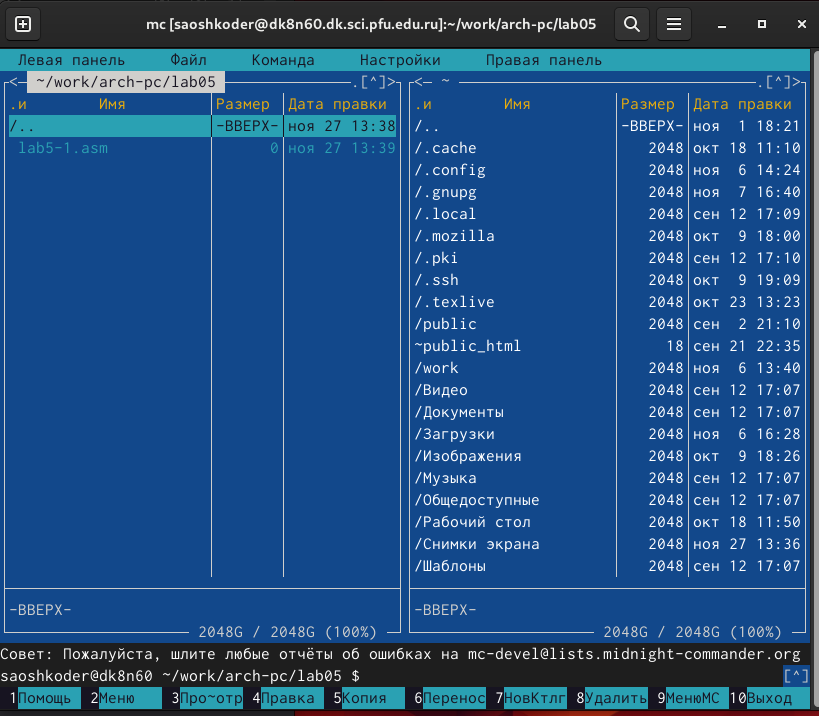 mc [saoshkoder@dk8n60.dk.sci.pfu.edu.ru]:~/work/arch-pc/lab05
Левая панель Файл Команда Настройки Правая панель
<— ~/work/arch-pc/lab05 .[^]> <— ~ .[^]>
.и Имя Размер Дата правки .и Имя Размер Дата правки
/.. -ВВЕРХ- ноя 27 13:38 /.. -ВВЕРХ- ноя 1 18:21
lab5-1.asm 0 ноя 27 13:39 /.cache 2048 окт 18 11:10
/.config 2048 ноя 6 14:24
/.gnupg 2048 ноя 7 16:40
/.local 2048 сен 12 17:09
/.mozilla 2048 окт 9 18:00
/.pki 2048 сен 12 17:10
/.ssh 2048 окт 9 19:09
/.texlive 2048 окт 23 13:23
/public 2048 сен 2 21:10
~public_html 18 сен 21 22:35
/work 2048 ноя 6 13:40
/Видео 2048 сен 12 17:07
/Документы 2048 сен 12 17:07
/Загрузки 2048 ноя 6 16:28
/Изображения 2048 окт 9 18:26
/Музыка 2048 сен 12 17:07
/Общедоступные 2048 сен 12 17:07
/Рабочий стол 2048 окт 18 11:50
/Снимки экрана 2048 ноя 27 13:36
/Шаблоны 2048 сен 12 17:07
-ВВЕРХ- -ВВЕРХ-
2048G / 2048G (100%) 2048G / 2048G (100%)
Совет: Пожалуйста, шлите любые отчёты об ошибках на mc-devel@lists.midnight-commander.org
saoshkoder@dk8n60 ~/work/arch-pc/lab05 $ [^]
1Помощь 2Меню 3Про~отр 4Правка 5Копия 6Перенос 7НовКтлг 8Удалить 9МенюМС 10Выход